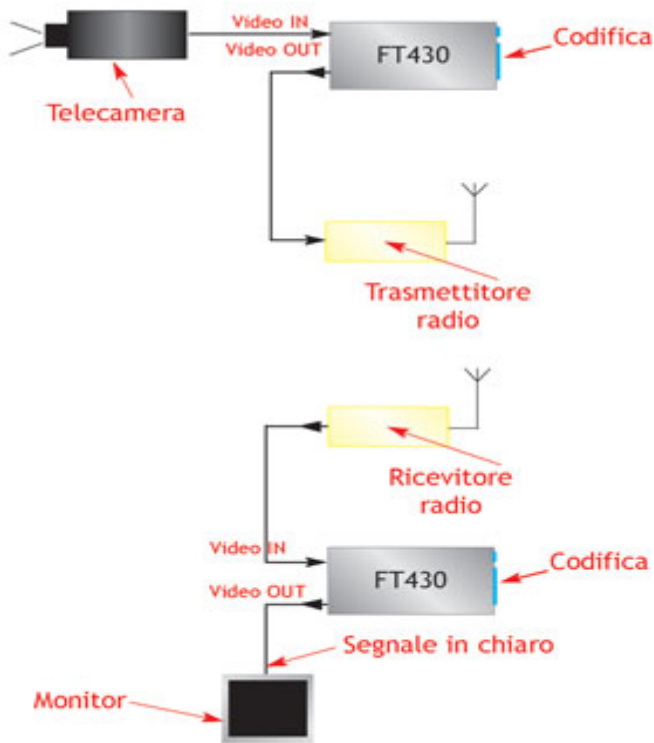 Video IN
Video OUT
FT430
Codifica
Telecamera
Trasmettitore
radio
Ricevitore
radio
Video IN
Video OUT
FT430
Codifica
Segnale in chiaro
Monitor